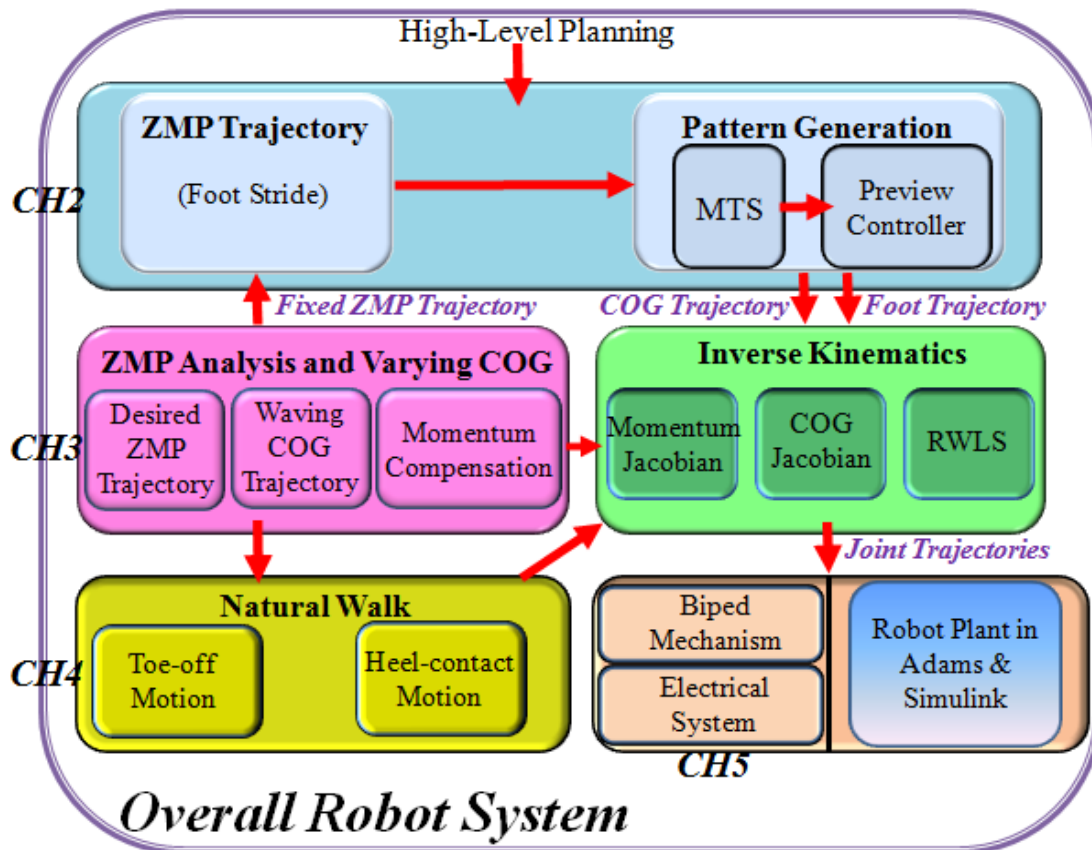 High-Level Planning
ZMP Trajectory
(Foot Stride)
Pattern Generation
MTS
Preview
Controller
CH2
Fixed ZMP Trajectory
COG Trajectory
Foot Trajectory
ZMP Analysis and Varying COG
Desired
ZMP
Trajectory
Waving
COG
Trajectory
Momentum
Compensation
CH3
Inverse Kinematics
Momentum
Jacobian
COG
Jacobian
RWLS
Joint Trajectories
Natural Walk
Toe-off
Motion
Heel-contact
Motion
CH4
Biped
Mechanism
Electrical
System
Robot Plant in
Adams &
Simulink
CH5
Overall Robot System